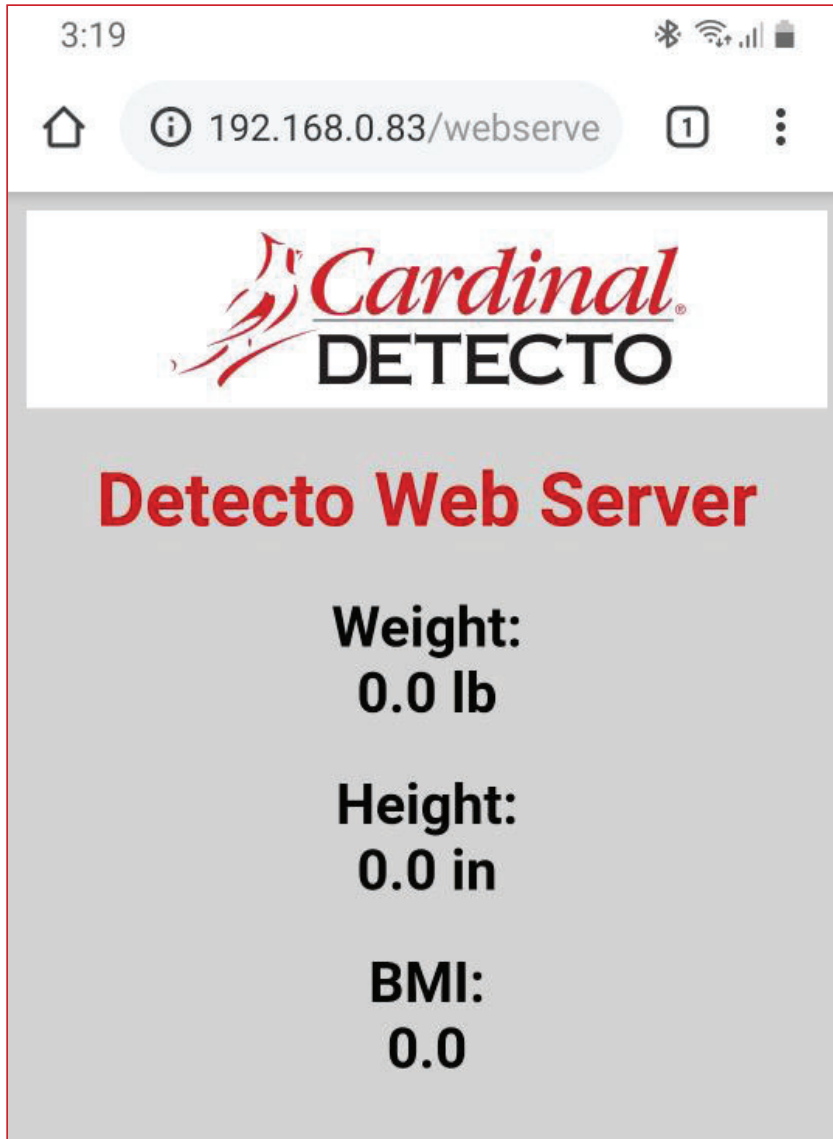 3:19
192.168.0.83/webserve
1
Cardinal®
DETECTO
Detecto Web Server
Weight:
0.0 lb
Height:
0.0 in
BMI:
0.0